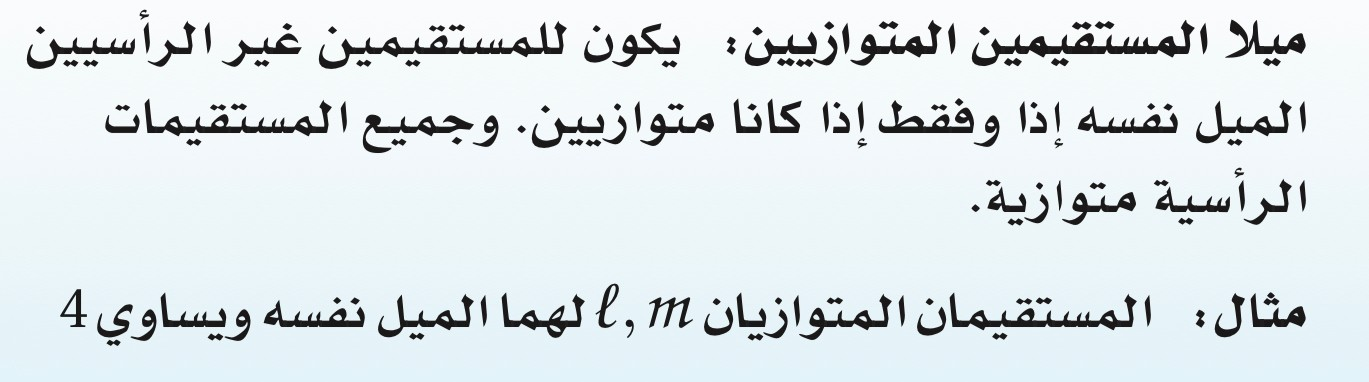 ميلا المستقيمين المتوازيين: يكون للمستقيمين غير الرأسيين
الميل نفسه إذا وفقط إذا كانا متوازيين. وجميع المستقيمات
الرأسية متوازية.
مثال: المستقيمان المتوازيان ℓ, m لهما الميل نفسه ويساوي 4